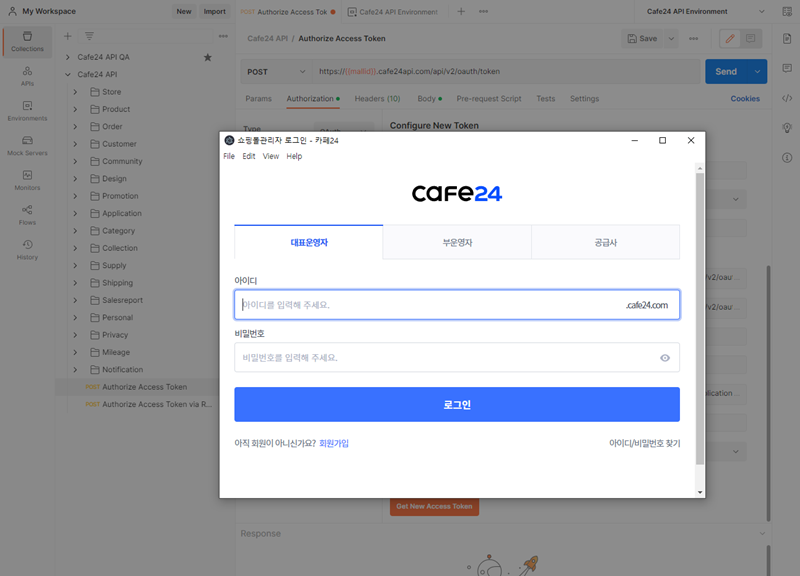 My Workspace
New
Import
POST Authorize Access Tok
Cafe24 API Environment
Cafe24 API Environment
Collections
APIs
Environments
Mock Servers
Monitors
Flows
History
Cafe24 API QA
Cafe24 API
Store
Product
Order
Customer
Community
Design
Promotion
Application
Category
Collection
Supply
Shipping
Salesreport
Personal
Privacy
Mileage
Notification
POST Authorize Access Token
POST Authorize Access Token via R...
Cafe24 API / Authorize Access Token
Save
POST
https://{{mallid}}.cafe24api.com/api/v2/oauth/token
Send
Params
Authorization
Headers (10)
Body
Pre-request Script
Tests
Settings
Cookies
Type
Configure New Token
쇼핑몰관리자 로그인 - 카페24
File Edit View Help
cafe24
대표운영자
부운영자
공급사
아이디
아이디를 입력해 주세요.
.cafe24.com
비밀번호
비밀번호를 입력해 주세요.
로그인
아직 회원이 아니신가요? 회원가입
아이디/비밀번호 찾기
/v2/oau...
/v2/oau...
lication...
Get New Access Token
Response